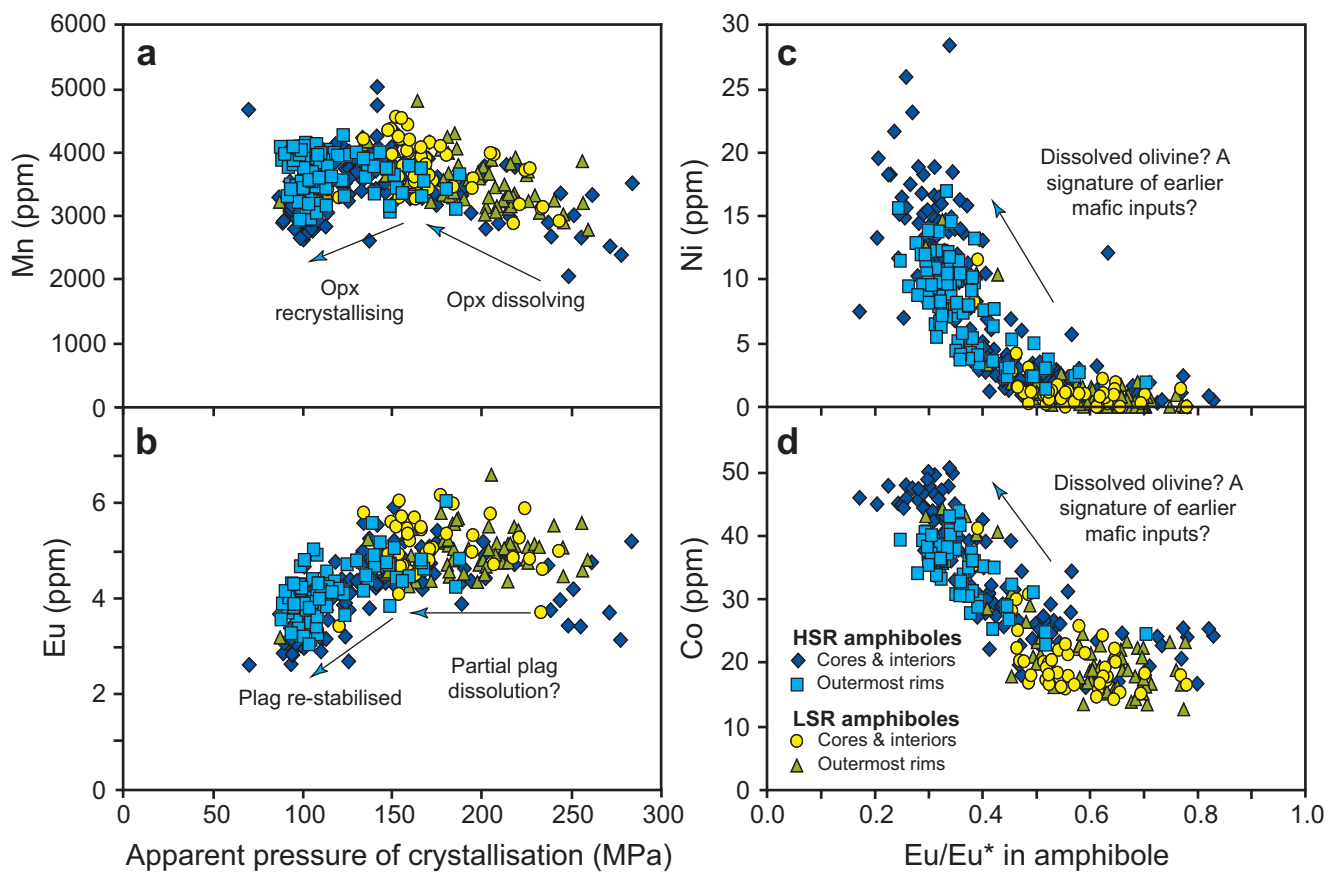 a
6000
5000
4000
3000
2000
1000
0
Mn (ppm)
Opx
recrystallising
Opx dissolving
b
6
4
2
0
Eu (ppm)
Plag re-stabilised
Partial plag
dissolution?
0
50
100
150
200
250
300
Apparent pressure of crystallisation (MPa)
c
30
25
20
15
10
5
0
Ni (ppm)
Dissolved olivine? A
signature of earlier
mafic inputs?
d
50
40
30
20
10
0
Co (ppm)
Dissolved olivine? A
signature of earlier
mafic inputs?
HSR amphiboles
Cores & interiors
Outermost rims
LSR amphiboles
Cores & interiors
Outermost rims
0.0
0.2
0.4
0.6
0.8
1.0
Eu/Eu* in amphibole